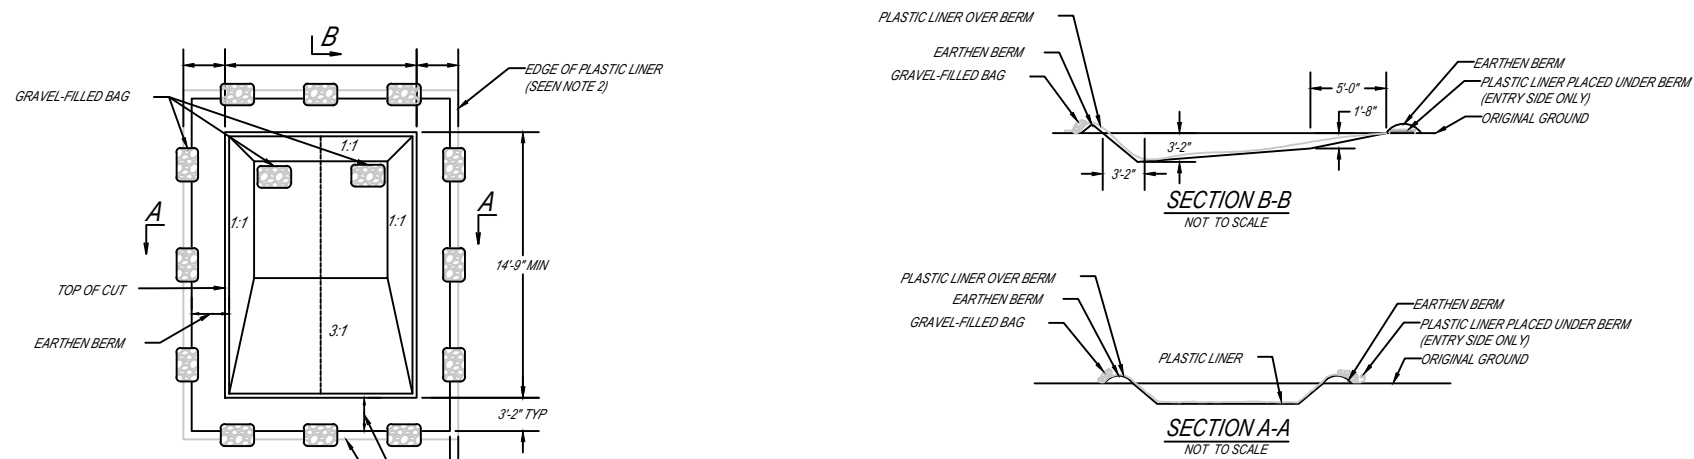 B
EDGE OF PLASTIC LINER
(SEEN NOTE 2)
GRAVEL-FILLED BAG
1:1
1:1
1:1
A
A
14'-9" MIN
TOP OF CUT
3:1
EARTHEN BERM
3'-2" TYP
PLASTIC LINER OVER BERM
EARTHEN BERM
GRAVEL-FILLED BAG
5'-0"
EARTHEN BERM
PLASTIC LINER PLACED UNDER BERM
(ENTRY SIDE ONLY)
1'-8"
ORIGINAL GROUND
3'-2"
3'-2"
SECTION B-B
NOT TO SCALE
PLASTIC LINER OVER BERM
EARTHEN BERM
GRAVEL-FILLED BAG
EARTHEN BERM
PLASTIC LINER PLACED UNDER BERM
(ENTRY SIDE ONLY)
PLASTIC LINER
ORIGINAL GROUND
SECTION A-A
NOT TO SCALE